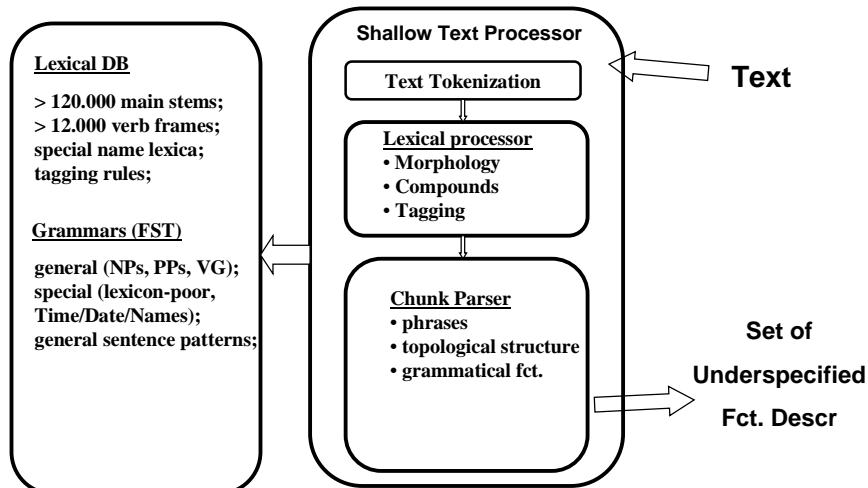 Lexical DB
> 120.000 main stems;
> 12.000 verb frames;
special name lexica;
tagging rules;
Grammars (FST)
general (NPs, PPs, VG);
special (lexicon-poor,
Time/Date/Names);
general sentence patterns;
Shallow Text Processor
Text Tokenization
Lexical processor
• Morphology
• Compounds
• Tagging
Chunk Parser
• phrases
• topological structure
• grammatical fct.
Text
Set of
Underspecified
Fct. Descr